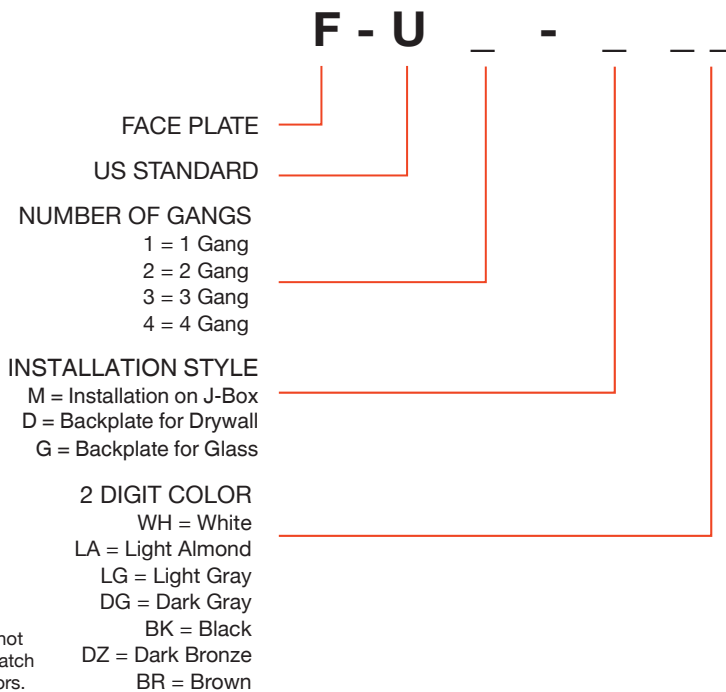 F - U _ - _ _ _
FACE PLATE
US STANDARD
NUMBER OF GANGS
1 = 1 Gang
2 = 2 Gang
3 = 3 Gang
4 = 4 Gang
INSTALLATION STYLE
M = Installation on J-Box
D = Backplate for Drywall
G = Backplate for Glass
2 DIGIT COLOR
WH = White
LA = Light Almond
LG = Light Gray
DG = Dark Gray
BK = Black
DZ = Dark Bronze
BR = Brown
not